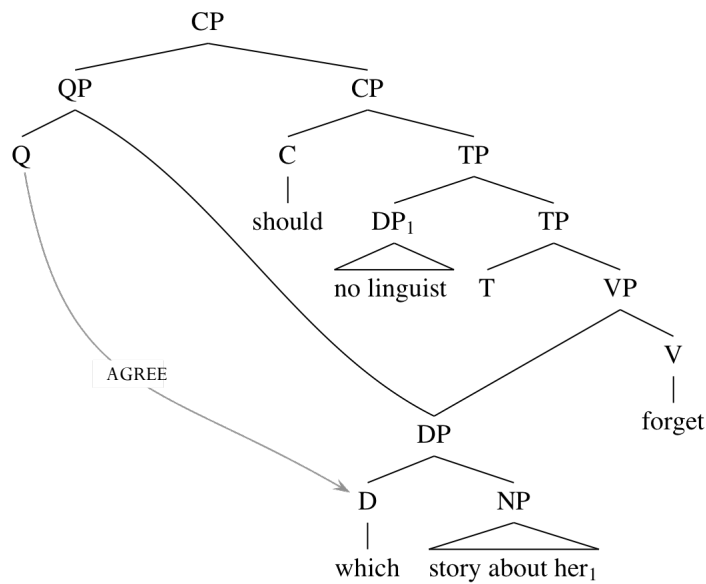 CP
QP CP
Q C TP
should DP₁ TP
no linguist T VP
V
AGREE
forget
DP
D NP
which story about her₁